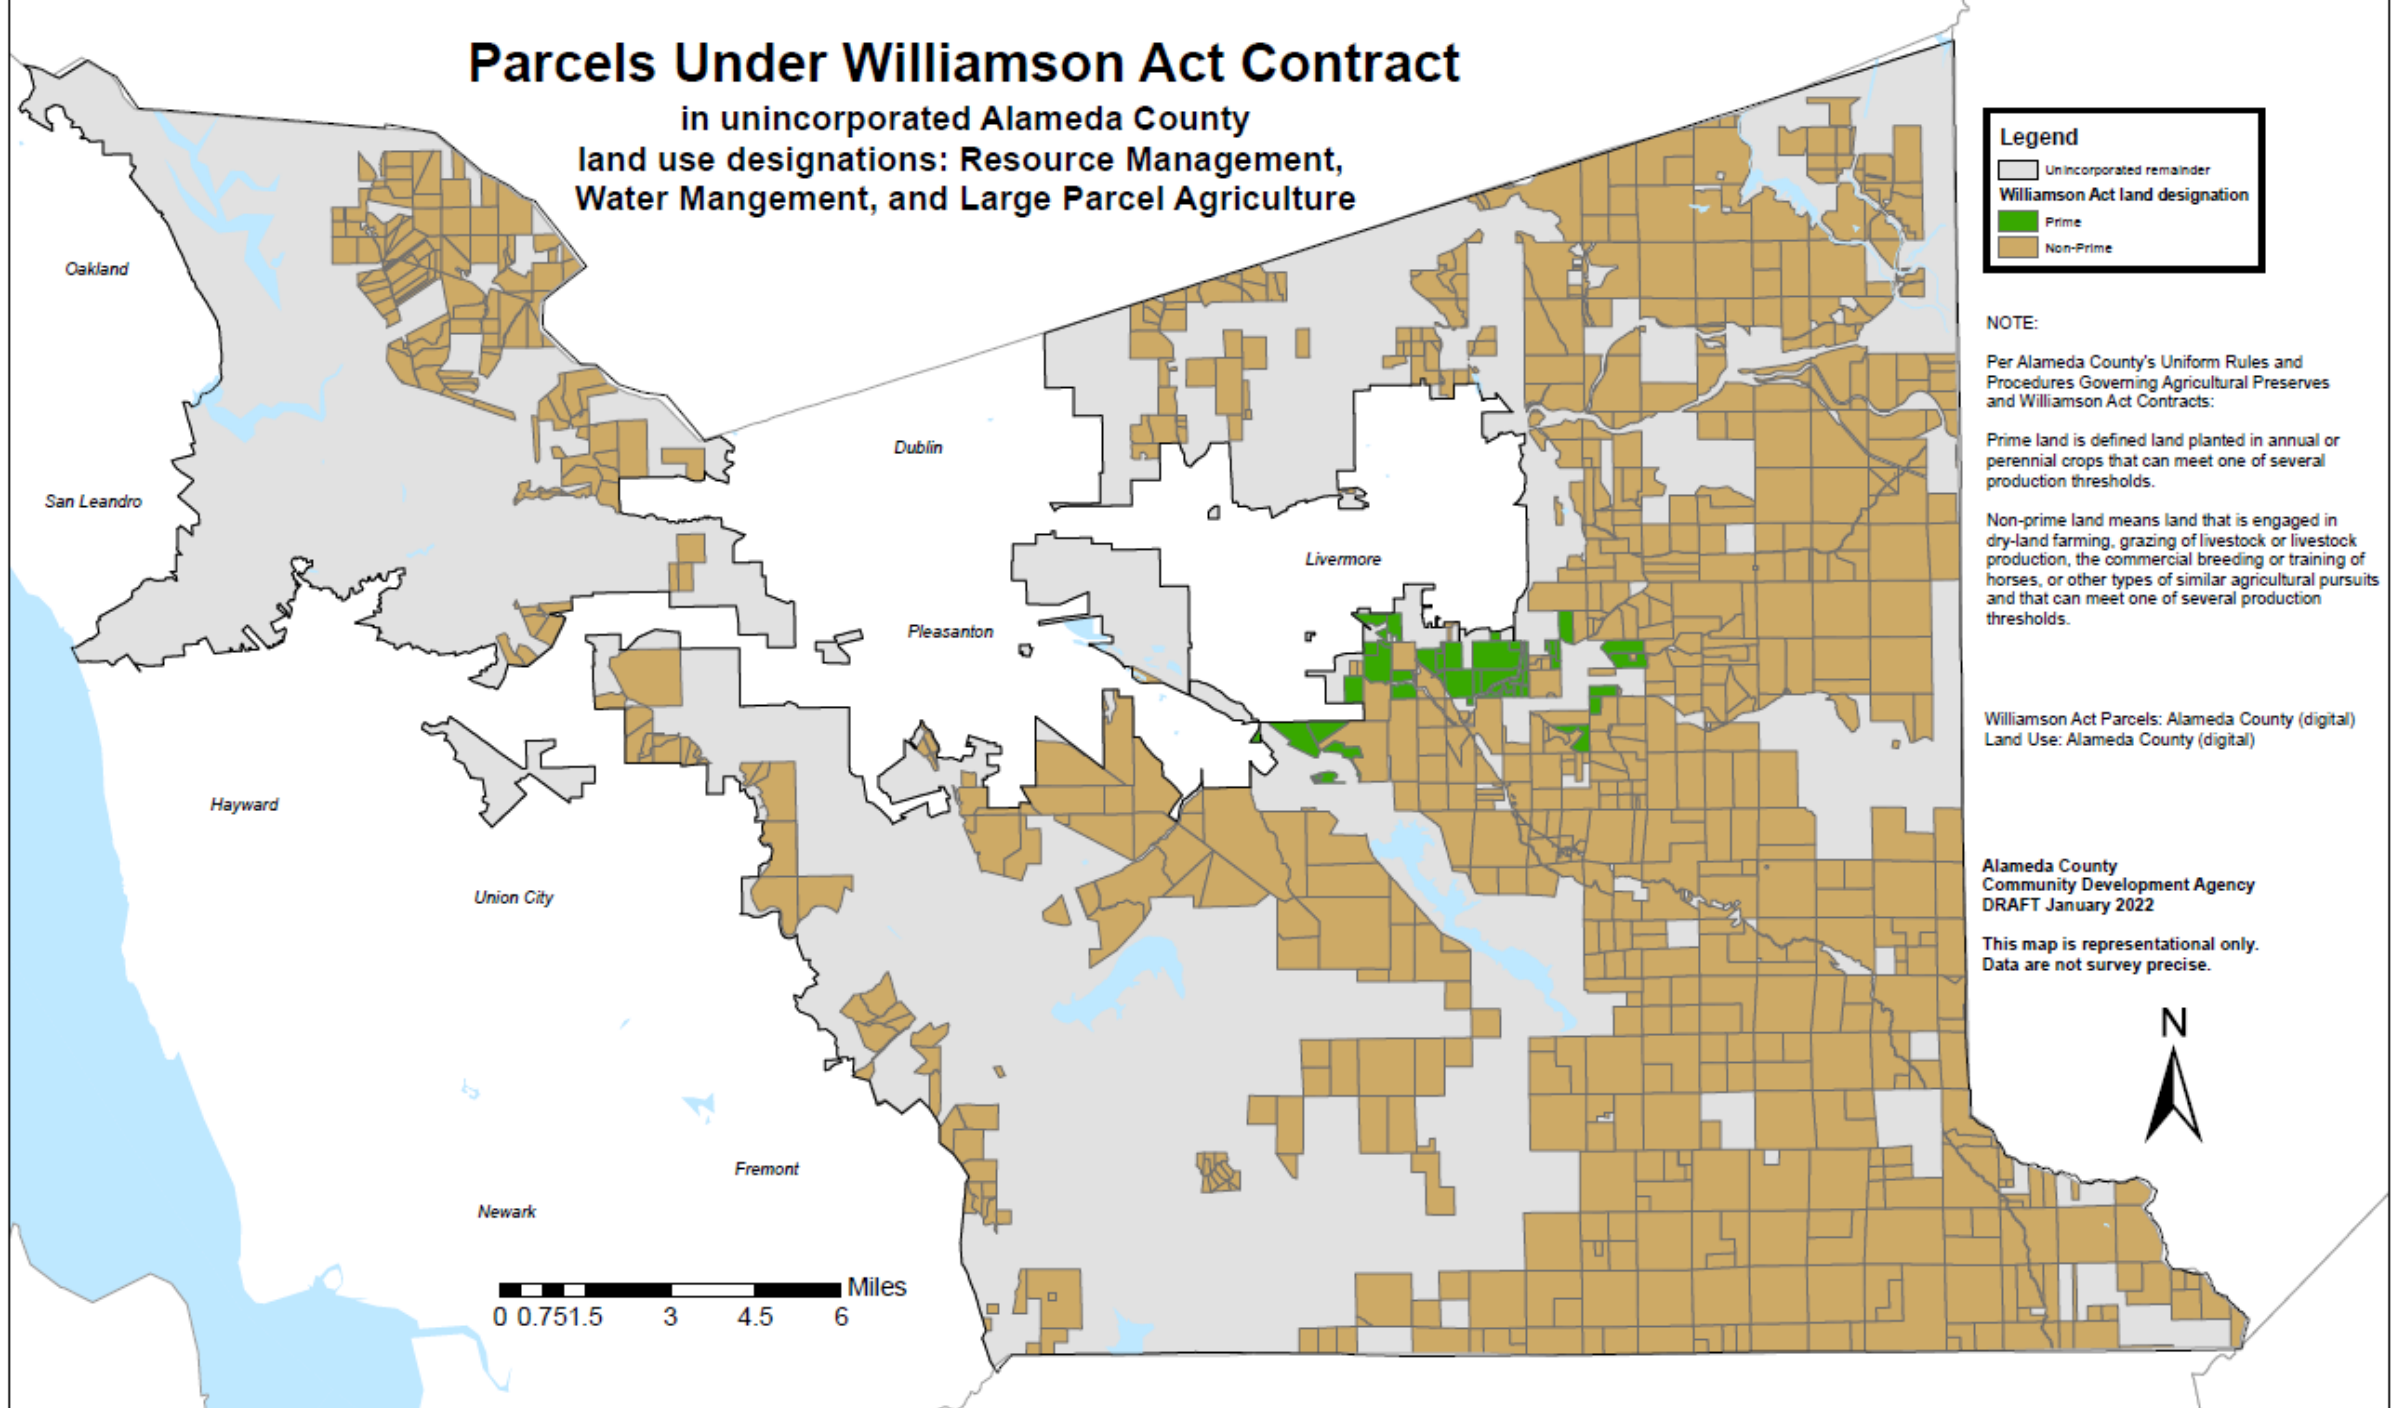 Parcels Under Williamson Act Contract
in unincorporated Alameda County
land use designations: Resource Management,
Water Mangement, and Large Parcel Agriculture
Legend
Unincorporated remainder
Williamson Act land designation
Prime
Non-Prime
NOTE:
Per Alameda County's Uniform Rules and
Procedures Governing Agricultural Preserves
and Williamson Act Contracts:
Prime land is defined land planted in annual or
perennial crops that can meet one of several
production thresholds.
Non-prime land means land that is engaged in
dry-land farming, grazing of livestock or livestock
production, the commercial breeding or training of
horses, or other types of similar agricultural pursuits
and that can meet one of several production
thresholds.
Williamson Act Parcels: Alameda County (digital)
Land Use: Alameda County (digital)
Alameda County
Community Development Agency
DRAFT January 2022
This map is representational only.
Data are not survey precise.
N
Oakland
San Leandro
Dublin
Livermore
Pleasanton
Hayward
Union City
Fremont
Newark
Miles
0 0.75 1.5 3 4.5 6